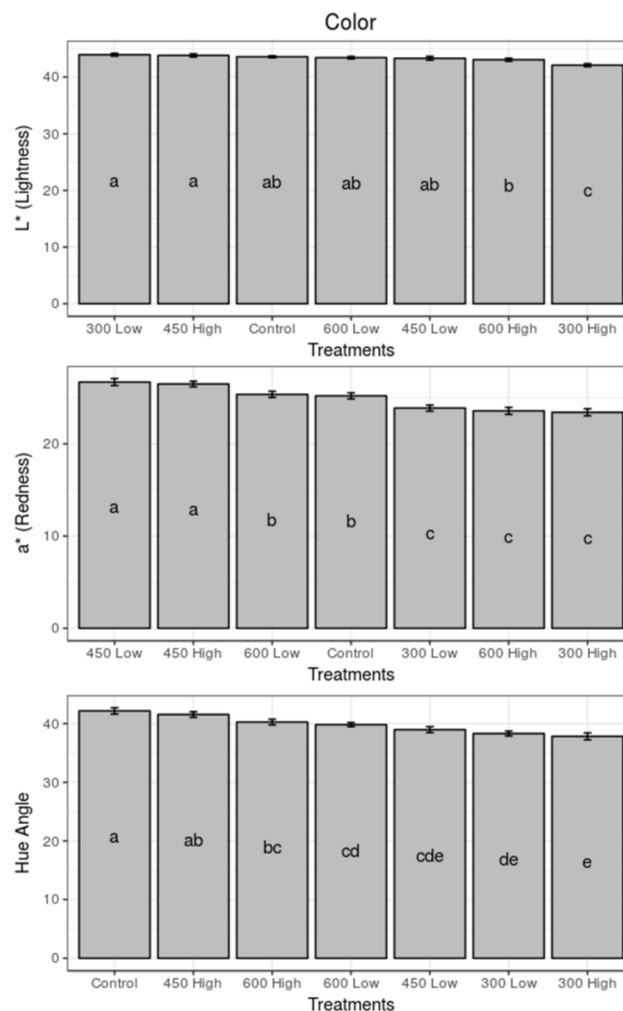 Color
L* (Lightness)
40
30
20
10
0
a a ab ab ab b c
300 Low 450 High Control 600 Low 450 Low 600 High 300 High
Treatments
a* (Redness)
20
10
0
a a b b c c c
450 Low 450 High 600 Low Control 300 Low 600 High 300 High
Treatments
Hue Angle
40
30
20
10
0
a ab bc cd cde de e
Control 450 High 600 High 600 Low 450 Low 300 Low 300 High
Treatments